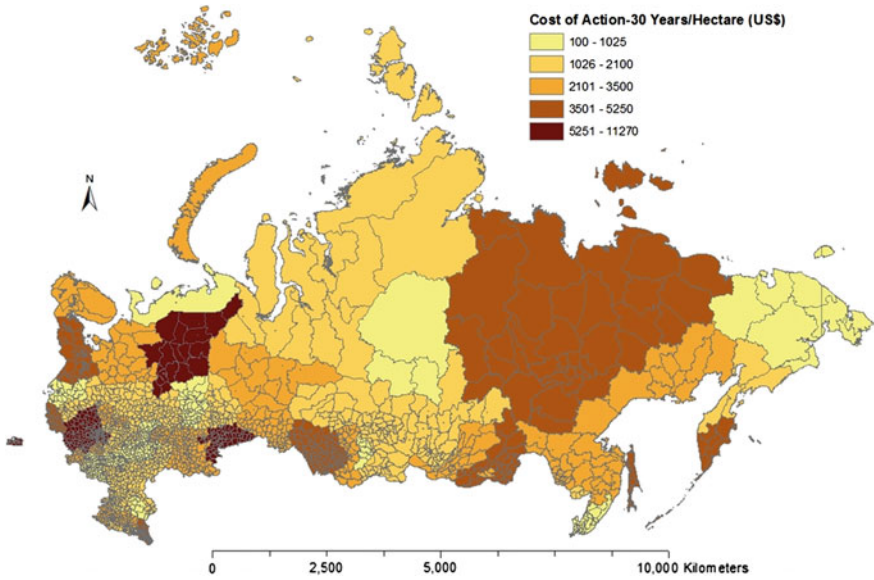 Cost of Action-30 Years/Hectare (US$)
100 - 1025
1026 - 2100
2101 - 3500
3501 - 5250
5251 - 11270
N
0 2,500 5,000 10,000 Kilometers